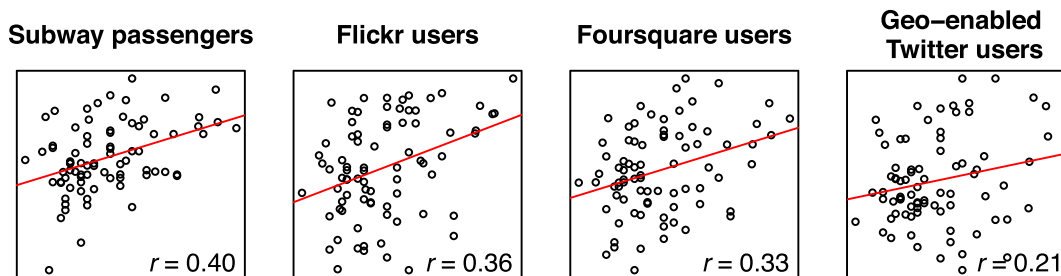 Subway passengers
Flickr users
Foursquare users
Geo−enabled
Twitter users
r = 0.40
r = 0.36
r = 0.33
r = 0.21